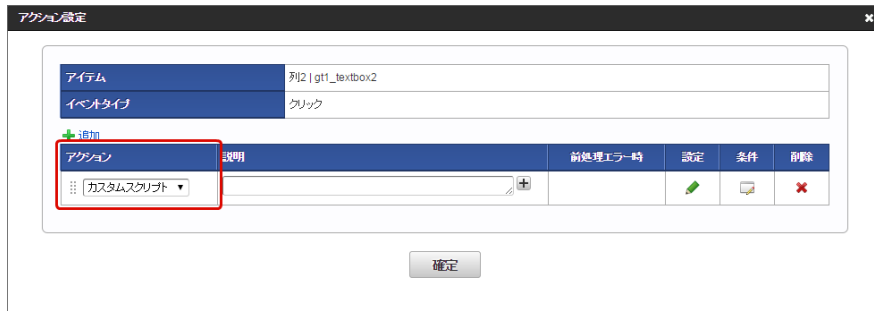 アクション設定
アイテム 列2 | gt1_textbox2
イベントタイプ クリック
追加
アクション 説明 前処理エラー時 設定 条件 削除
カスタムスクリプト
確定